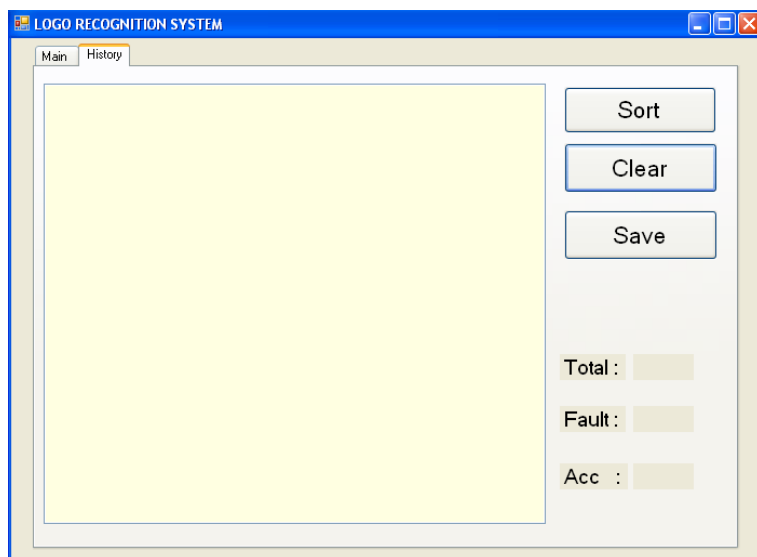 LOGO RECOGNITION SYSTEM
Main
History
Sort
Clear
Save
Total :
Fault :
Acc :